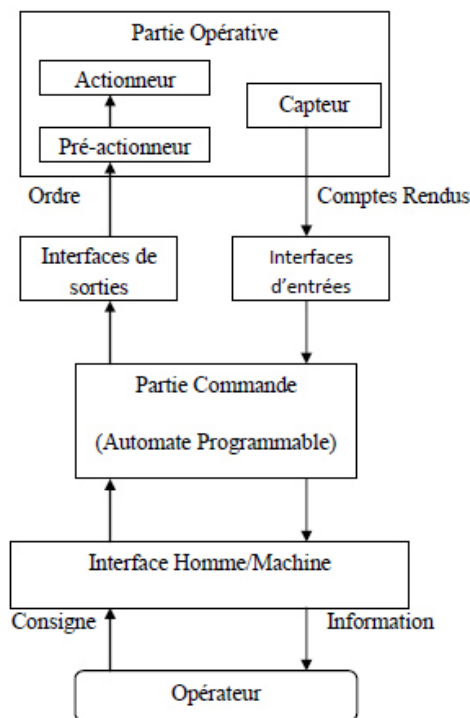 Partie Opérative
Actionneur
Capteur
Pré-actionneur
Ordre
Comptes Rendus
Interfaces de
sorties
Interfaces
d'entrées
Partie Commande
(Automate Programmable)
Interface Homme/Machine
Consigne
Information
Opérateur